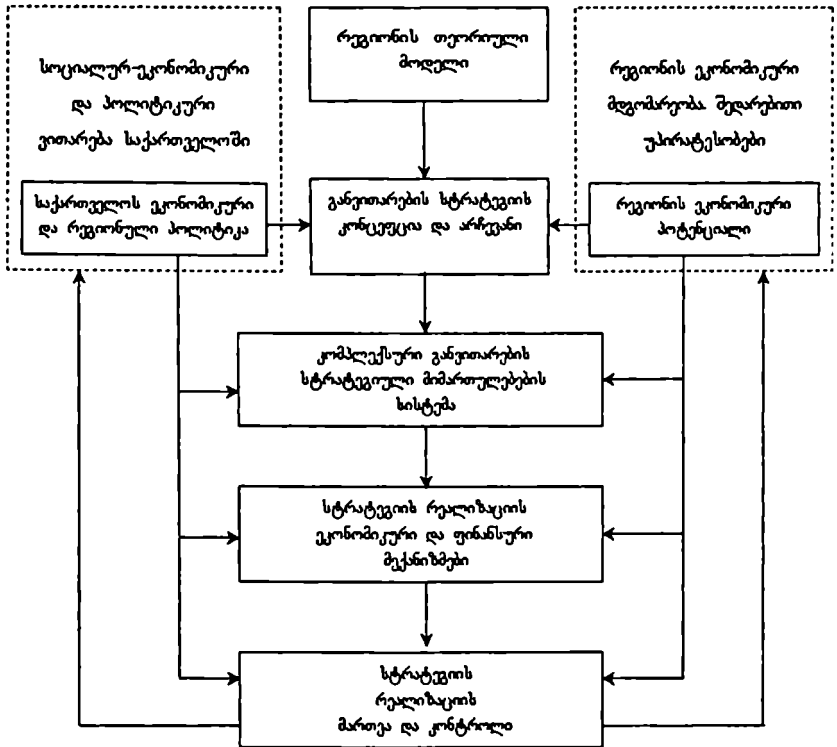 რეგიონის თეორიული
მოდელი
სოციალურ-ეკონომიკური
და პოლიტიკური
ვითარება საქართველოში
რეგიონის ეკონომიკური
მდგომარეობა. შედარებითი
უპირატესობები
საქართველოს ეკონომიკური
და რეგიონული პოლიტიკა
განვითარების სტრატეგიის
კონცეფცია და არჩევანი
რეგიონის ეკონომიკური
პოტენციალი
კომპლექსური განვითარების
სტრატეგიული მიმართულებების
სისტემა
სტრატეგიის რეალიზაციის
ეკონომიკური და ფინანსური
მექანიზმები
სტრატეგიის
რეალიზაციის
მართვა და კონტროლი